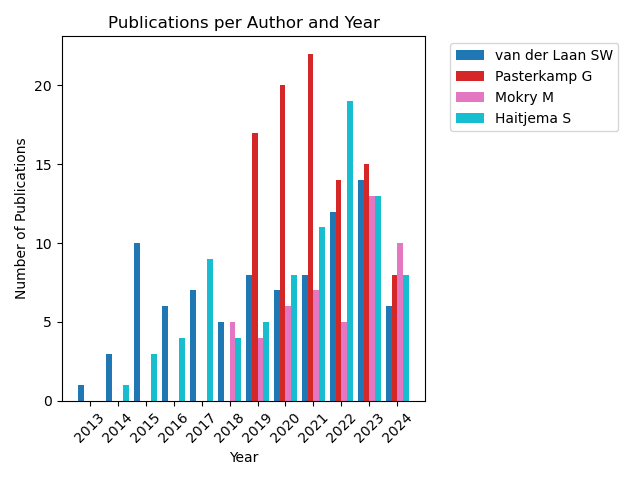 Publications per Author and Year
Number of Publications
20
15
10
5
0
2013
2014
2015
2016
2017
2018
2019
2020
2021
2022
2023
2024
Year
van der Laan SW
Pasterkamp G
Mokry M
Haitjema S